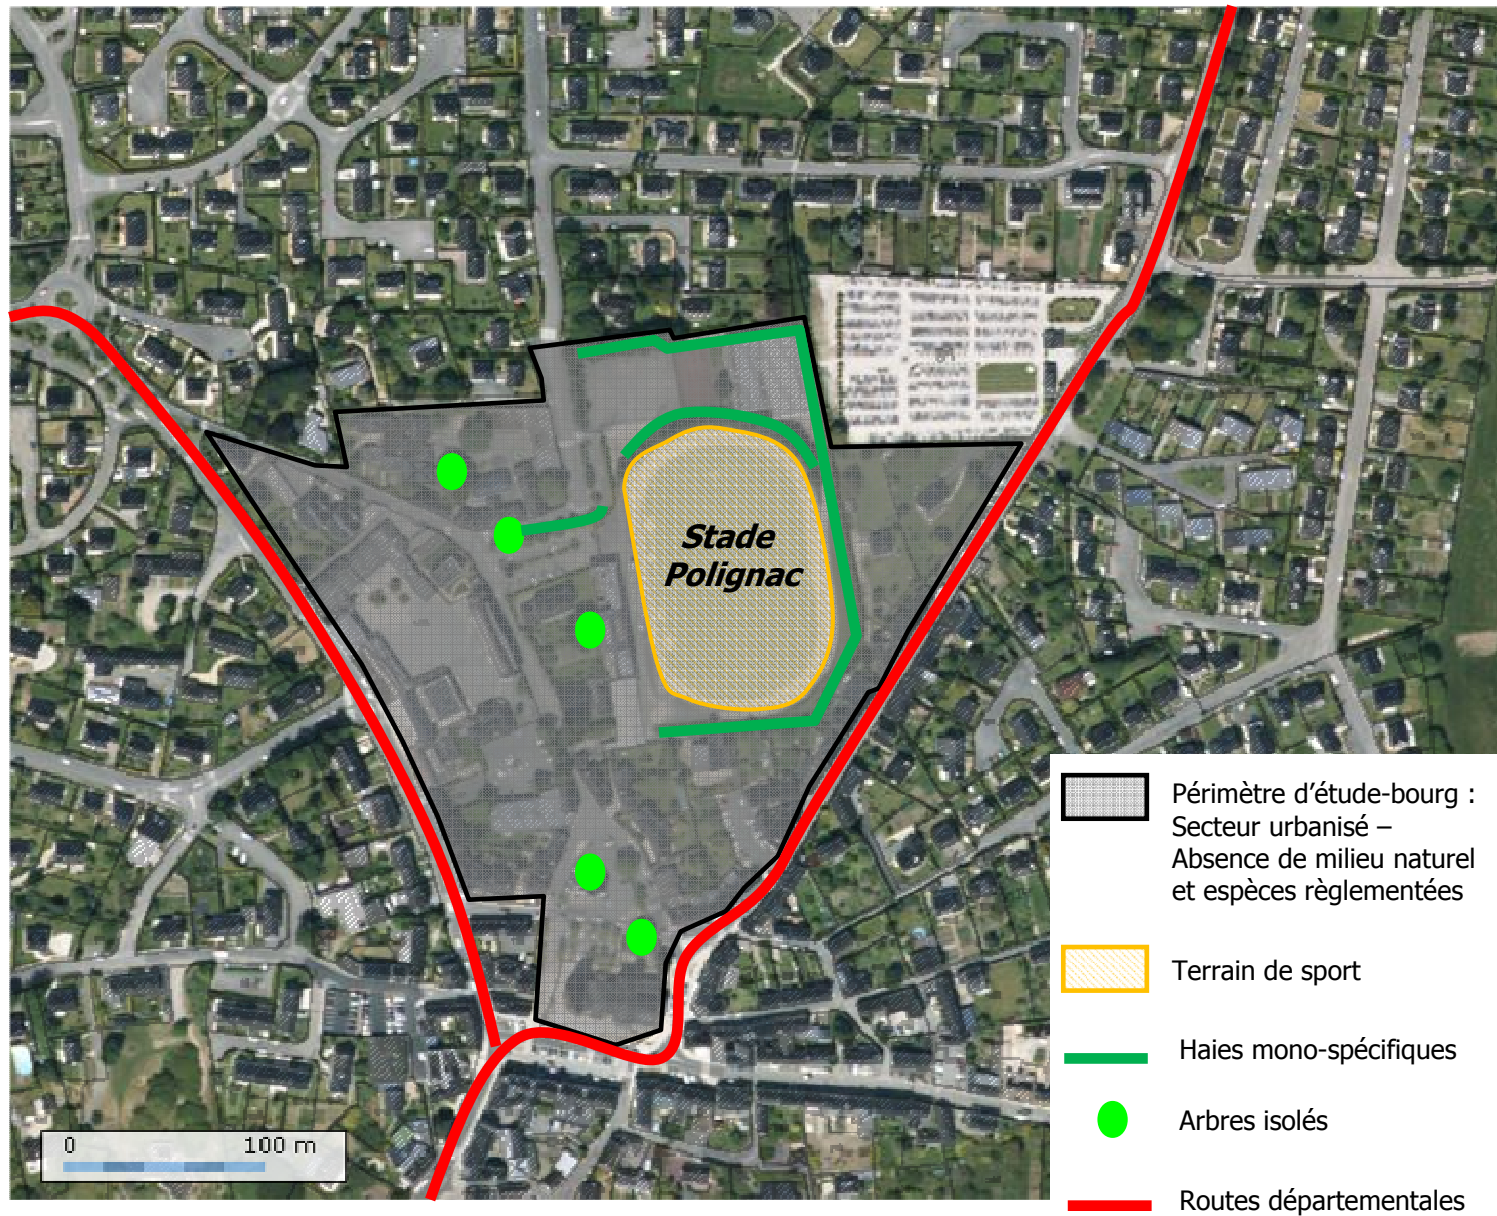 Stade
Polignac
Périmètre d'étude-bourg :
Secteur urbanisé –
Absence de milieu naturel
et espèces règlementées
Terrain de sport
Haies mono-spécifiques
Arbres isolés
Routes départementales
0 100 m